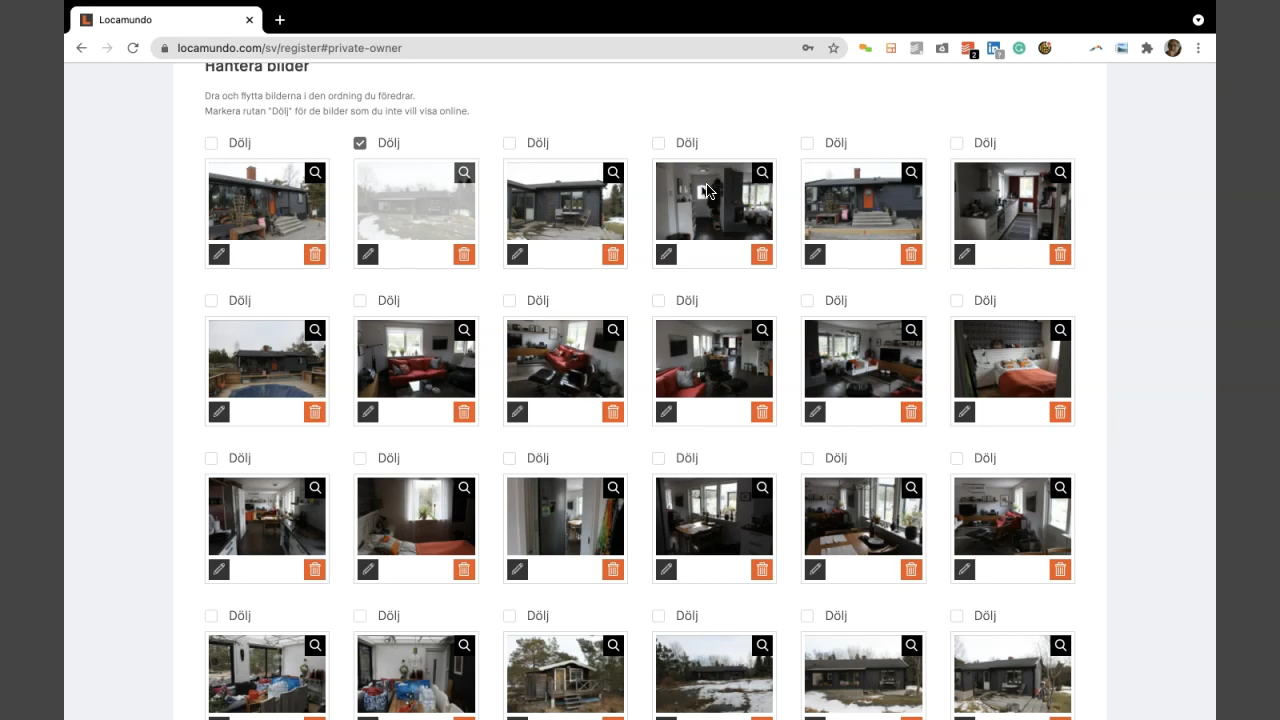 Locamundo
locamundo.com/sv/register#private-owner
2
?
Hantera bilder
Dra och flytta bilderna i den ordning du föredrar.
Markera rutan "Dölj" för de bilder som du inte vill visa online.
Dölj Dölj Dölj Dölj Dölj Dölj
Dölj Dölj Dölj Dölj Dölj Dölj
Dölj Dölj Dölj Dölj Dölj Dölj
Dölj Dölj Dölj Dölj Dölj Dölj